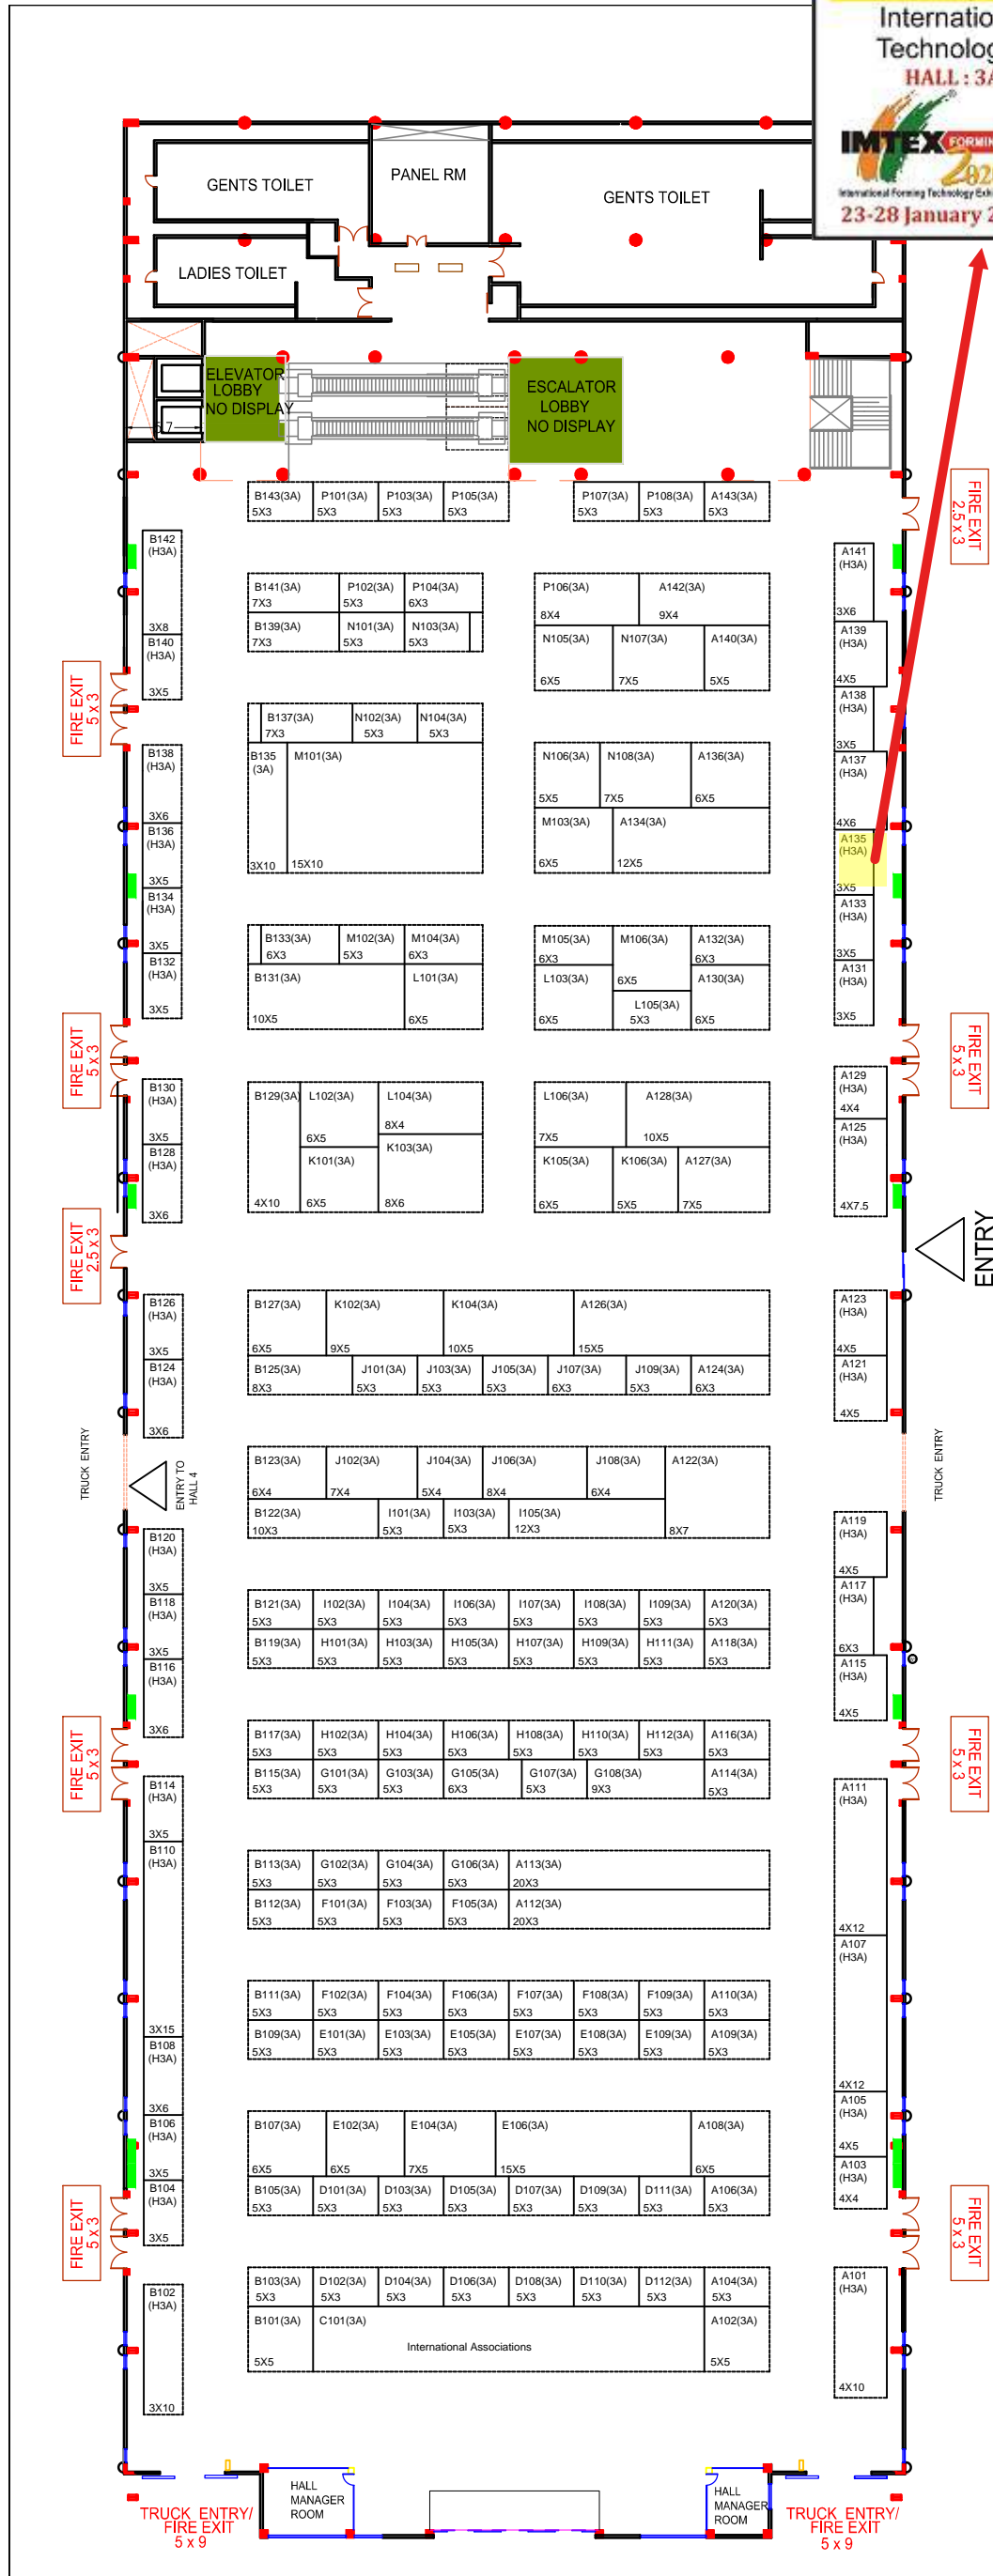 Internatio
Technolog
HALL : 3A
IMTEX FORMIN
202
International Forming Technology Exh
23-28 January 2
GENTS TOILET
PANEL RM
GENTS TOILET
LADIES TOILET
ELEVATOR
LOBBY
NO DISPLAY
ESCALATOR
LOBBY
NO DISPLAY
5.7
B143(3A) P101(3A) P103(3A) P105(3A) P107(3A) P108(3A) A143(3A)
5X3 5X3 5X3 5X3 5X3 5X3 5X3
FIRE EXIT
2.5 x 3
B142
(H3A)
3X8
B140
(H3A)
3X5
A141
(H3A)
3X6
A139
(H3A)
4X5
A138
(H3A)
3X5
A137
(H3A)
4X6
A135
(H3A)
3X5
A133
(H3A)
3X5
A131
(H3A)
3X5
B141(3A) P102(3A) P104(3A)
7X3 5X3 6X3
B139(3A) N101(3A) N103(3A)
7X3 5X3 5X3
P106(3A) A142(3A)
8X4 9X4
N105(3A) N107(3A) A140(3A)
6X5 7X5 5X5
FIRE EXIT
5 x 3
B137(3A) N102(3A) N104(3A)
7X3 5X3 5X3
B135
(3A)
M101(3A)
3X10 15X10
N106(3A) N108(3A) A136(3A)
5X5 7X5 6X5
M103(3A) A134(3A)
6X5 12X5
B138
(H3A)
3X6
B136
(H3A)
3X5
B134
(H3A)
3X5
B132
(H3A)
3X5
B133(3A) M102(3A) M104(3A)
6X3 5X3 6X3
B131(3A) L101(3A)
10X5 6X5
M105(3A) M106(3A) A132(3A)
6X3 6X5 6X3
L103(3A) L105(3A) A130(3A)
6X5 5X3 6X5
FIRE EXIT
5 x 3
FIRE EXIT
5 x 3
B130
(H3A)
3X5
B128
(H3A)
3X6
B129(3A) L102(3A) L104(3A)
6X5 8X4
K101(3A) K103(3A)
4X10 6X5 8X6
L106(3A) A128(3A)
7X5 10X5
K105(3A) K106(3A) A127(3A)
6X5 5X5 7X5
A129
(H3A)
4X4
A125
(H3A)
4X7.5
FIRE EXIT
2.5 x 3
ENTRY
B126
(H3A)
3X5
B124
(H3A)
3X6
B127(3A) K102(3A) K104(3A) A126(3A)
6X5 9X5 10X5 15X5
B125(3A) J101(3A) J103(3A) J105(3A) J107(3A) J109(3A) A124(3A)
8X3 5X3 5X3 5X3 6X3 5X3 6X3
A123
(H3A)
4X5
A121
(H3A)
4X5
TRUCK ENTRY
ENTRY TO
HALL 4
TRUCK ENTRY
B123(3A) J102(3A) J104(3A) J106(3A) J108(3A) A122(3A)
6X4 7X4 5X4 8X4 6X4
B122(3A) I101(3A) I103(3A) I105(3A)
10X3 5X3 5X3 12X3 8X7
B120
(H3A)
3X5
B118
(H3A)
3X5
B116
(H3A)
3X6
A119
(H3A)
4X5
A117
(H3A)
6X3
A115
(H3A)
4X5
B121(3A) I102(3A) I104(3A) I106(3A) I107(3A) I108(3A) I109(3A) A120(3A)
5X3 5X3 5X3 5X3 5X3 5X3 5X3 5X3
B119(3A) H101(3A) H103(3A) H105(3A) H107(3A) H109(3A) H111(3A) A118(3A)
5X3 5X3 5X3 5X3 5X3 5X3 5X3 5X3
FIRE EXIT
5 x 3
FIRE EXIT
5 x 3
B117(3A) H102(3A) H104(3A) H106(3A) H108(3A) H110(3A) H112(3A) A116(3A)
5X3 5X3 5X3 5X3 5X3 5X3 5X3 5X3
B115(3A) G101(3A) G103(3A) G105(3A) G107(3A) G108(3A) A114(3A)
5X3 5X3 5X3 6X3 5X3 9X3 5X3
B114
(H3A)
3X5
B110
(H3A)
3X15
B108
(H3A)
3X6
B106
(H3A)
3X5
B104
(H3A)
3X5
A111
(H3A)
4X12
A107
(H3A)
4X12
A105
(H3A)
4X5
A103
(H3A)
4X4
B113(3A) G102(3A) G104(3A) G106(3A) A113(3A)
5X3 5X3 5X3 5X3 20X3
B112(3A) F101(3A) F103(3A) F105(3A) A112(3A)
5X3 5X3 5X3 5X3 20X3
B111(3A) F102(3A) F104(3A) F106(3A) F107(3A) F108(3A) F109(3A) A110(3A)
5X3 5X3 5X3 5X3 5X3 5X3 5X3 5X3
B109(3A) E101(3A) E103(3A) E105(3A) E107(3A) E108(3A) E109(3A) A109(3A)
5X3 5X3 5X3 5X3 5X3 5X3 5X3 5X3
B107(3A) E102(3A) E104(3A) E106(3A) A108(3A)
6X5 6X5 7X5 15X5 6X5
B105(3A) D101(3A) D103(3A) D105(3A) D107(3A) D109(3A) D111(3A) A106(3A)
5X3 5X3 5X3 5X3 5X3 5X3 5X3 5X3
FIRE EXIT
5 x 3
FIRE EXIT
5 x 3
B103(3A) D102(3A) D104(3A) D106(3A) D108(3A) D110(3A) D112(3A) A104(3A)
5X3 5X3 5X3 5X3 5X3 5X3 5X3 5X3
B101(3A) C101(3A) A102(3A)
International Associations
5X5 5X5
B102
(H3A)
3X10
A101
(H3A)
4X10
HALL
MANAGER
ROOM
HALL
MANAGER
ROOM
TRUCK ENTRY/
FIRE EXIT
5 x 9
TRUCK ENTRY/
FIRE EXIT
5 x 9